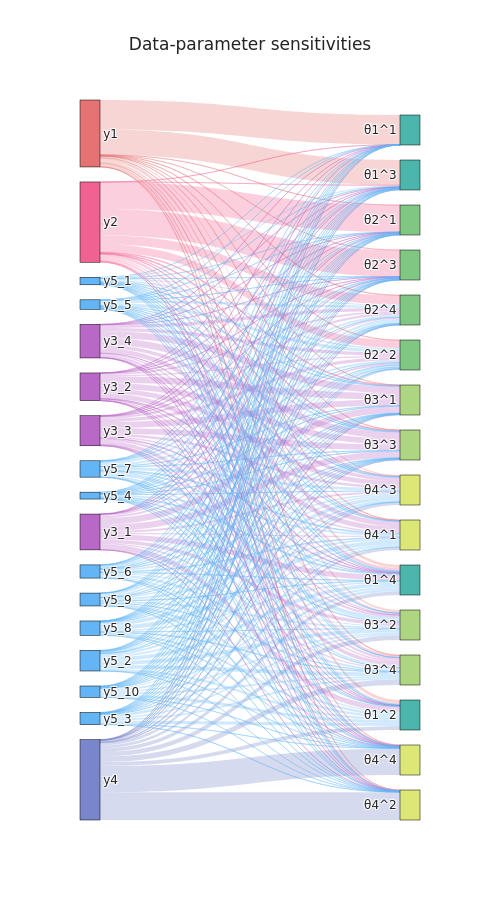 Data-parameter sensitivities
y1
y2
y5_1
y5_5
y3_4
y3_2
y3_3
y5_7
y5_4
y3_1
y5_6
y5_9
y5_8
y5_2
y5_10
y5_3
y4
θ1^1
θ1^3
θ2^1
θ2^3
θ2^4
θ2^2
θ3^1
θ3^3
θ4^3
θ4^1
θ1^4
θ3^2
θ3^4
θ1^2
θ4^4
θ4^2